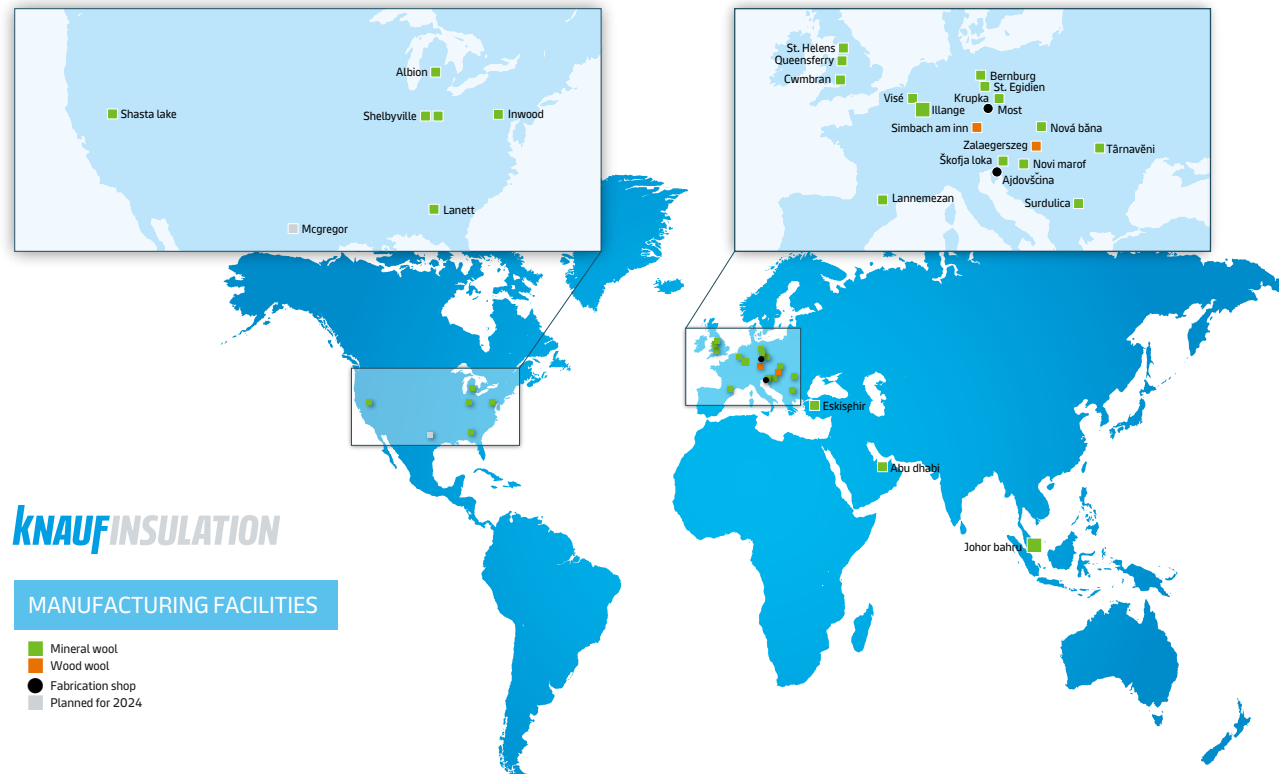 Albion
Shasta lake
Shelbyville
Inwood
Lanett
Mcgregor
St. Helens
Queensferry
Cwmbran
Bernburg
St. Egidien
Visé
Krupka
Illange
Most
Simbach am inn
Nová băna
Zalaegerszeg
Târnavĕni
Škofja loka
Novi marof
Ajdovščina
Lannemezan
Surdulica
Eskişehir
Abu dhabi
Johor bahru
KNAUFINSULATION
MANUFACTURING FACILITIES
Mineral wool
Wood wool
Fabrication shop
Planned for 2024